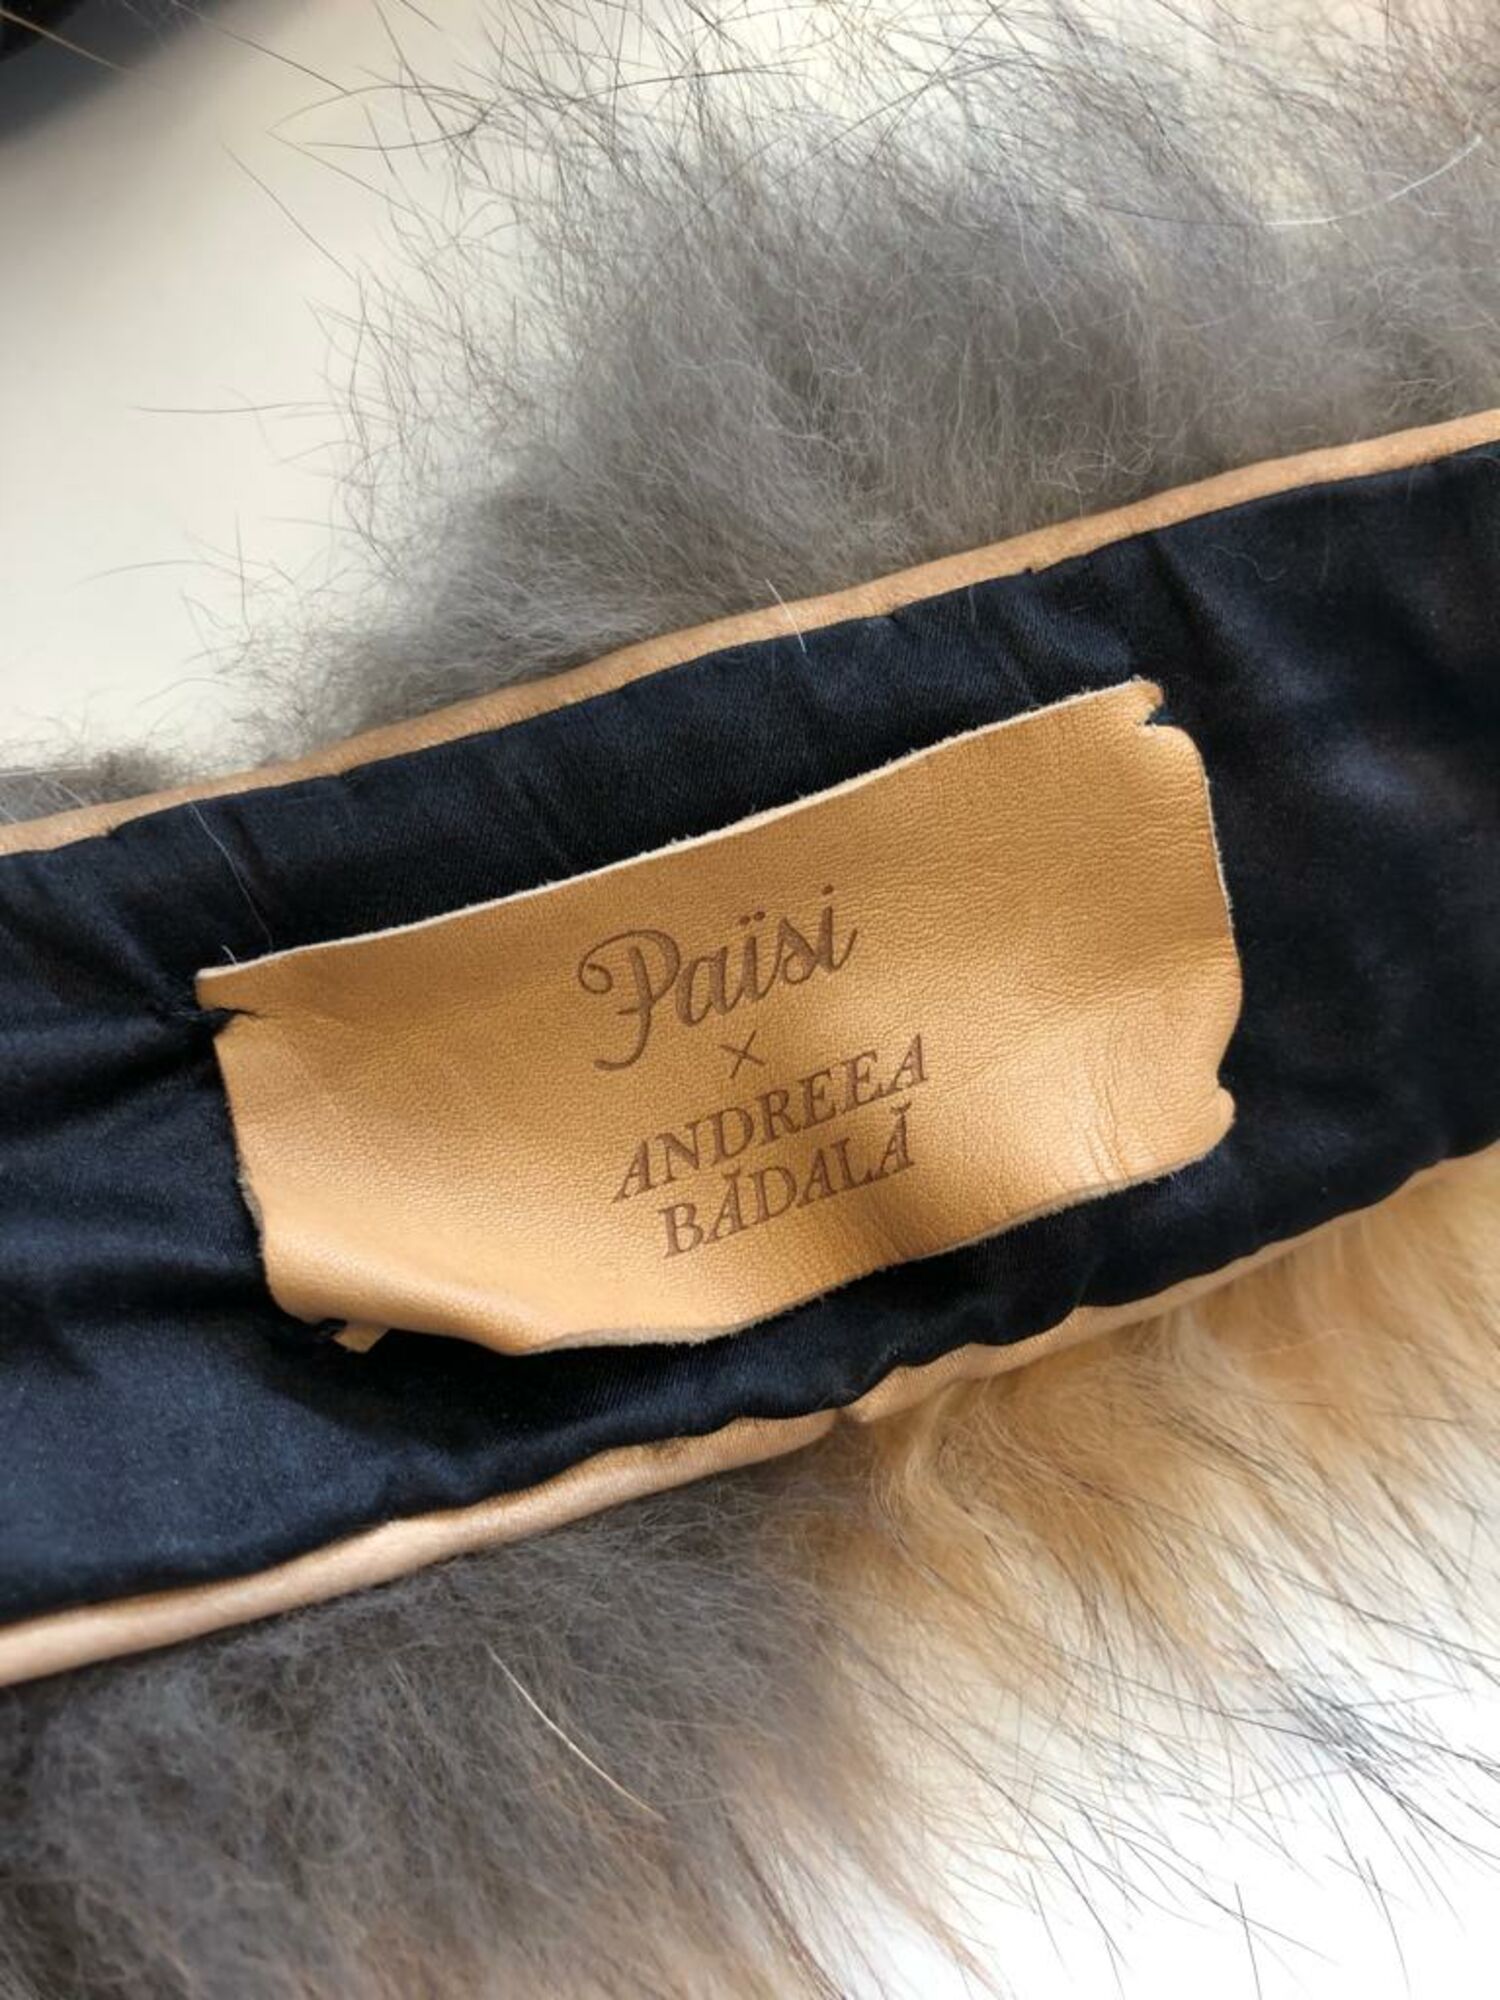 Païsi
×
ANDREEA
BĂDALĂ